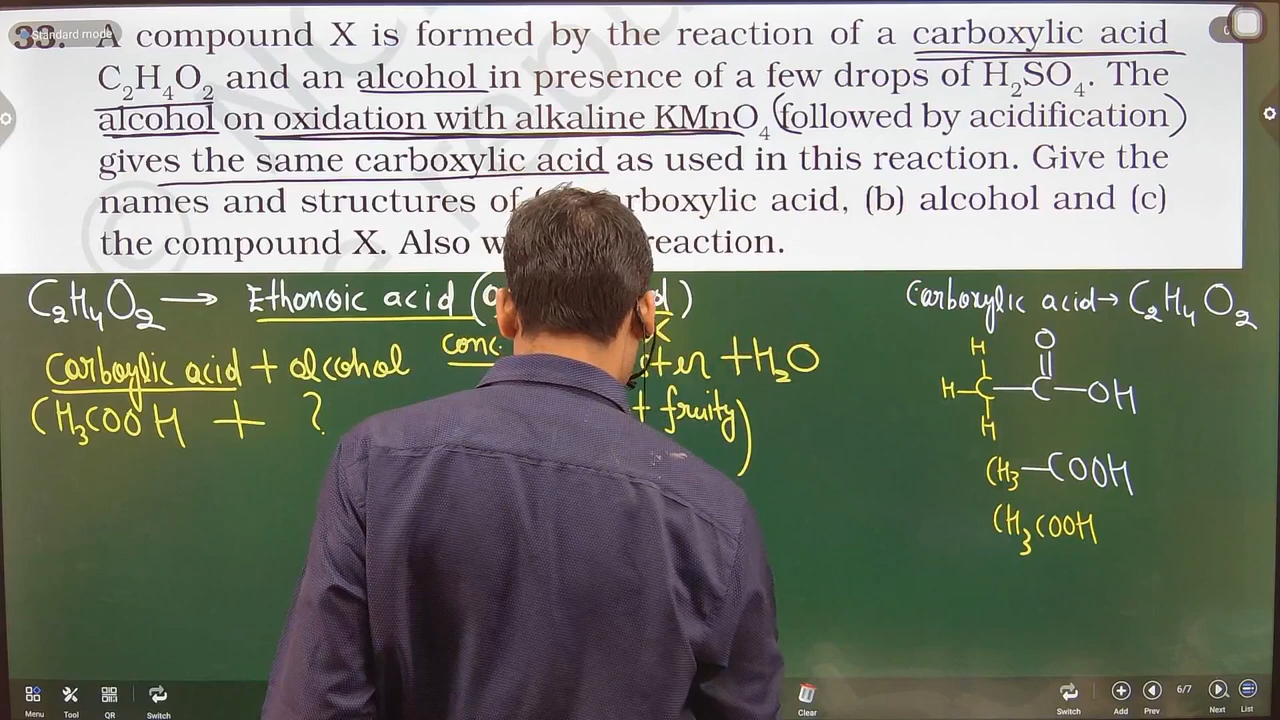 33. A compound X is formed by the reaction of a carboxylic acid
C₂H₄O₂ and an alcohol in presence of a few drops of H₂SO₄. The
alcohol on oxidation with alkaline KMnO₄ (followed by acidification)
gives the same carboxylic acid as used in this reaction. Give the
names and structures of carboxylic acid, (b) alcohol and (c)
the compound X. Also reaction.
Standard mode
C₂H₄O₂ → Ethanoic acid (
Carboxylic acid + alcohol conc. + H₂O
CH₃COOH + ? fruity)
Carboxylic acid → C₂H₄O₂
O
H
H–C–C–OH
H
CH₃–COOH
CH₃COOH
Menu Tool QR Switch Clear Switch Add Prev 6/7 Next List